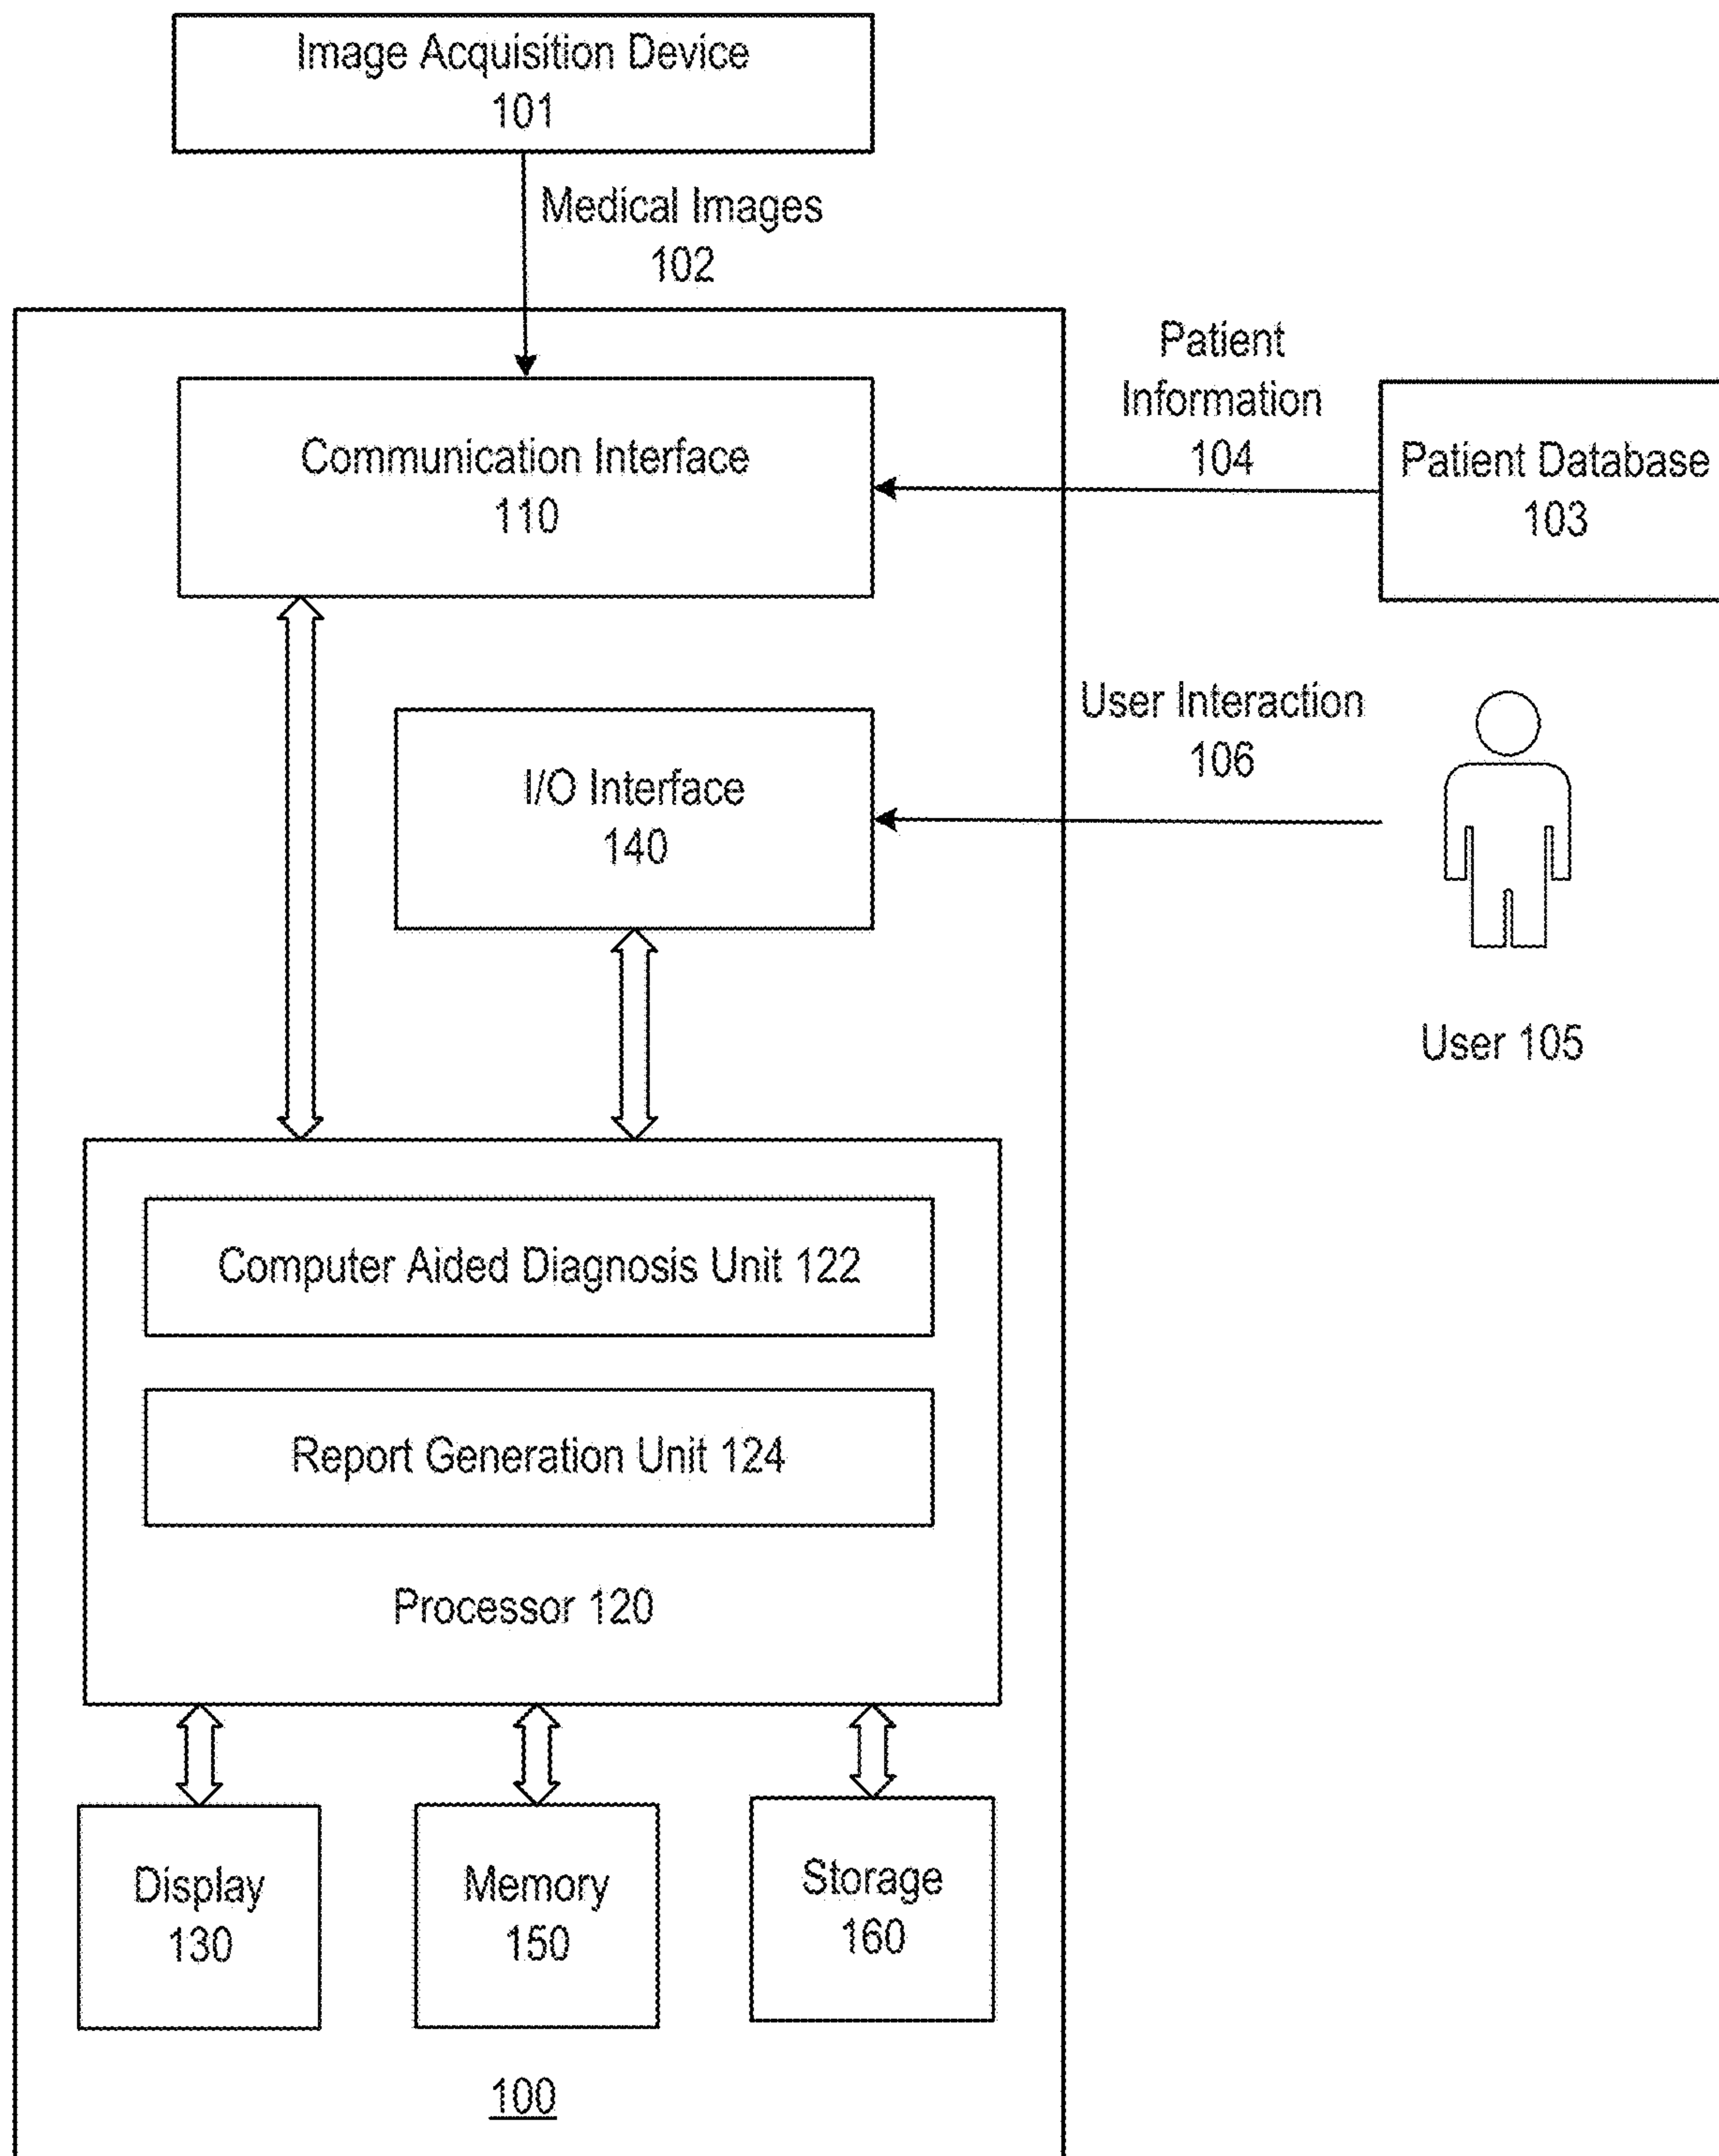 Image Acquisition Device
101
Medical Images
102
Patient
Information
104
Communication Interface
110
Patient Database
103
User Interaction
106
I/O Interface
140
User 105
Computer Aided Diagnosis Unit 122
Report Generation Unit 124
Processor 120
Display
130
Memory
150
Storage
160
100